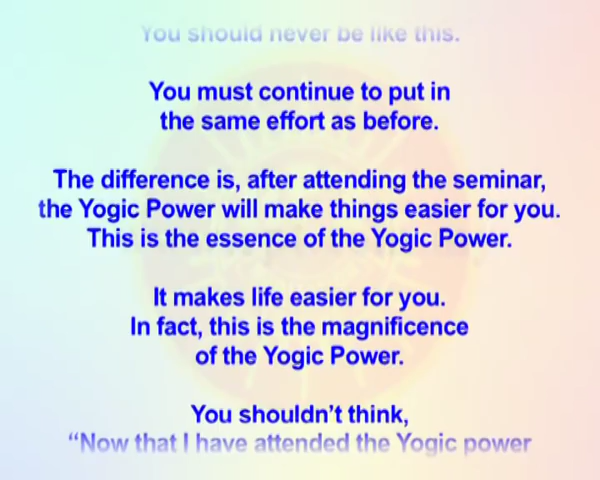 You should never be like this.
You must continue to put in
the same effort as before.
The difference is, after attending the seminar,
the Yogic Power will make things easier for you.
This is the essence of the Yogic Power.
It makes life easier for you.
In fact, this is the magnificence
of the Yogic Power.
You shouldn’t think,
“Now that I have attended the Yogic power